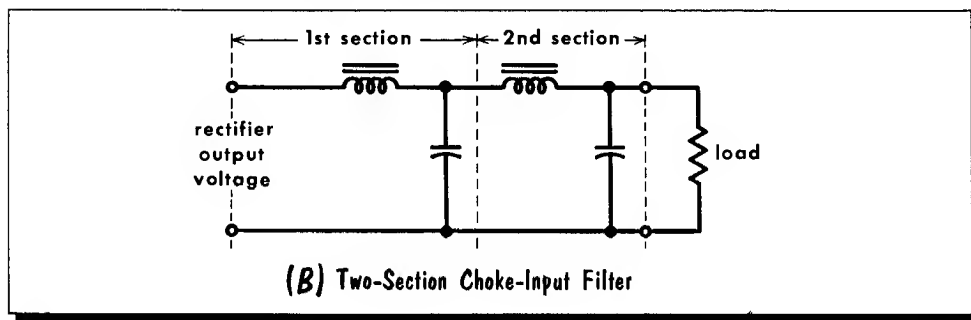 1st section
2nd section
rectifier
output
voltage
load
(B) Two-Section Choke-Input Filter